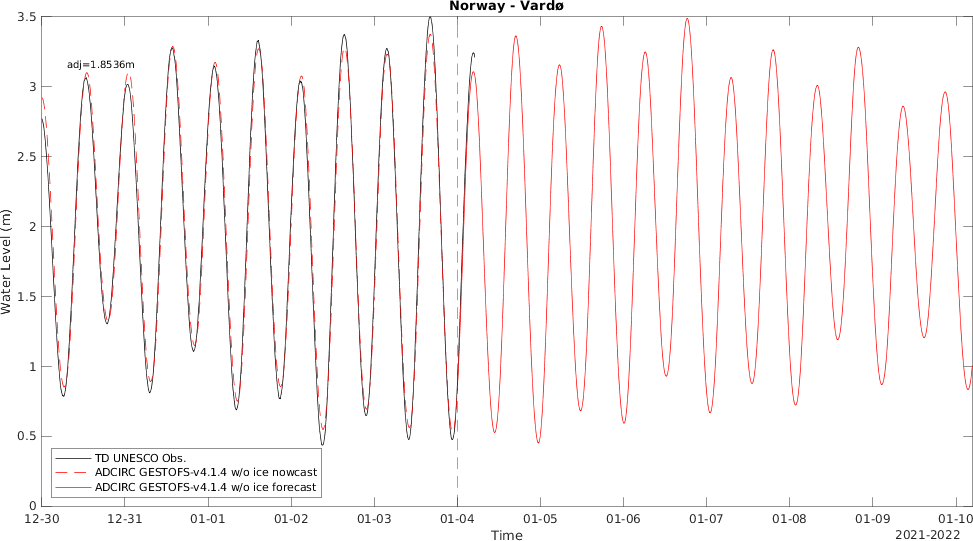 Norway - Vardø
3.5
3
2.5
2
1.5
1
0.5
0
Water Level (m)
adj=1.8536m
TD UNESCO Obs.
ADCIRC GESTOFS-v4.1.4 w/o ice nowcast
ADCIRC GESTOFS-v4.1.4 w/o ice forecast
12-30 12-31 01-01 01-02 01-03 01-04 01-05 01-06 01-07 01-08 01-09 01-10
Time
2021-2022